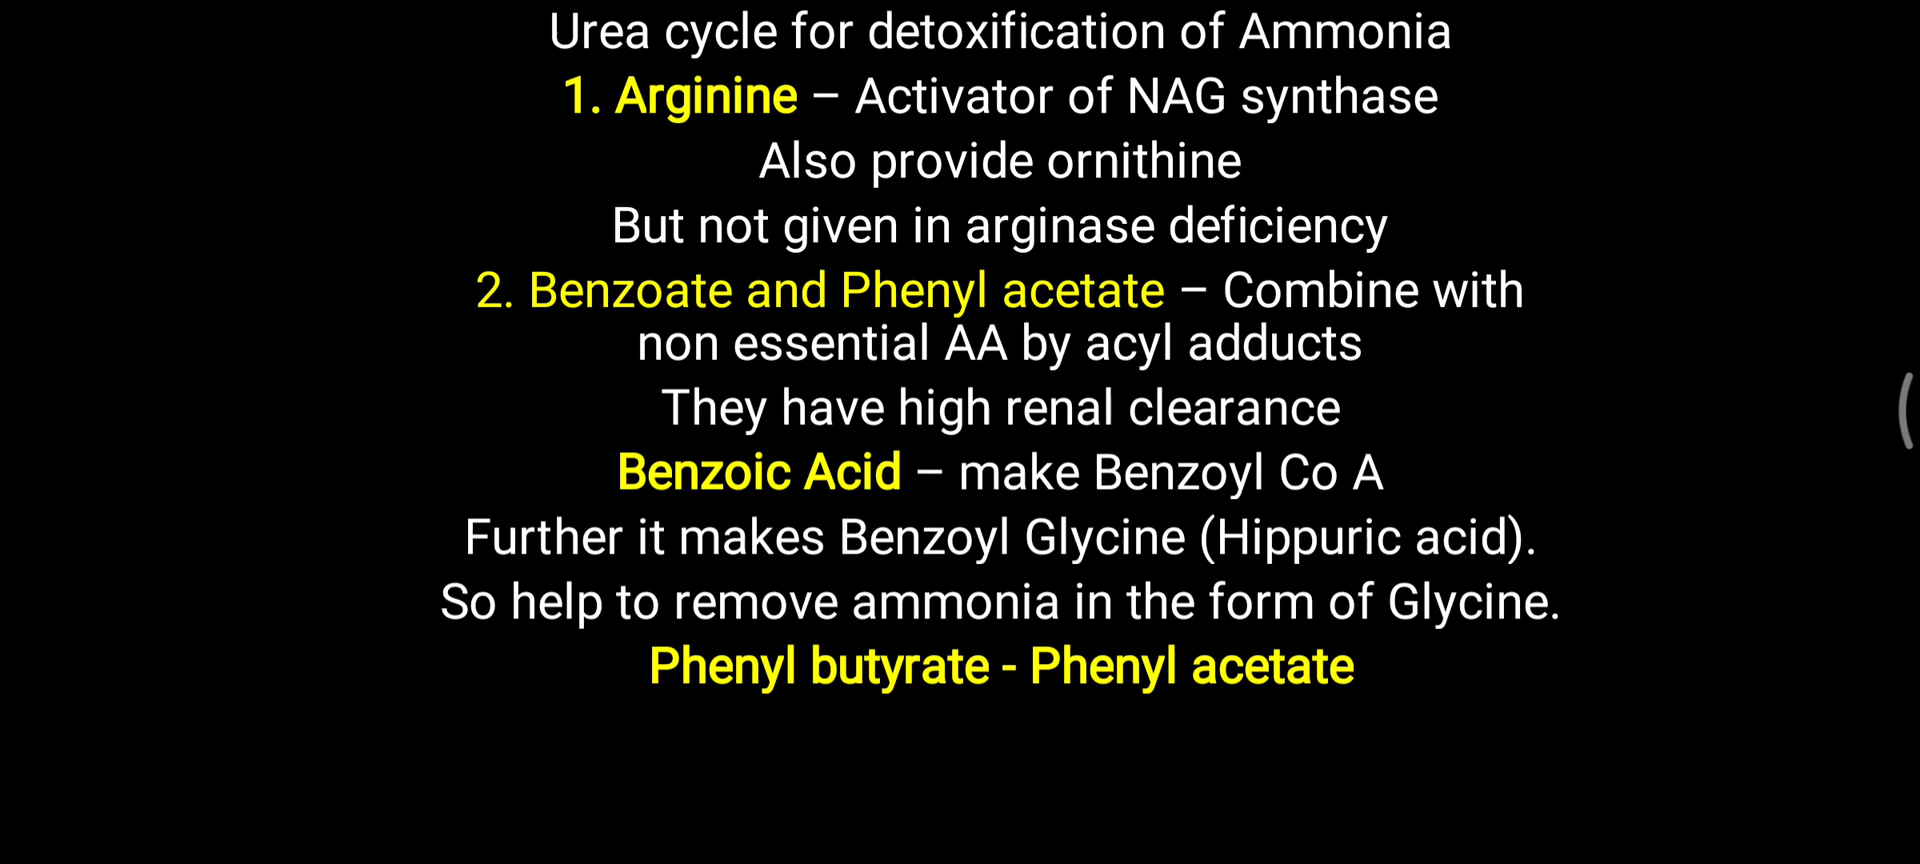 Urea cycle for detoxification of Ammonia
1. Arginine – Activator of NAG synthase
Also provide ornithine
But not given in arginase deficiency
2. Benzoate and Phenyl acetate – Combine with
non essential AA by acyl adducts
They have high renal clearance
Benzoic Acid – make Benzoyl Co A
Further it makes Benzoyl Glycine (Hippuric acid).
So help to remove ammonia in the form of Glycine.
Phenyl butyrate - Phenyl acetate